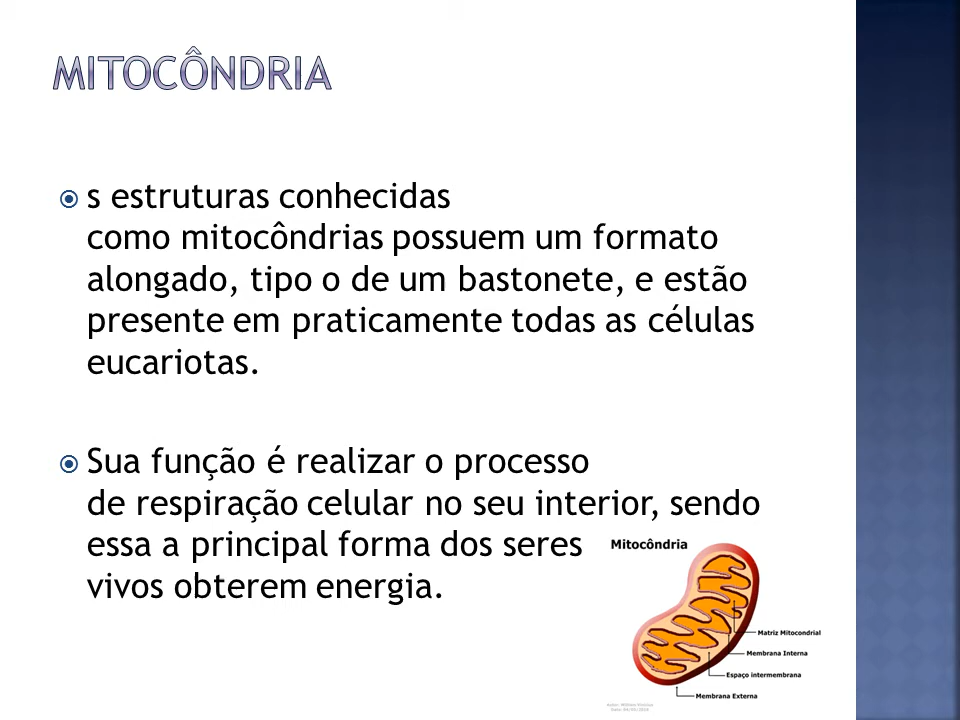 MITOCÔNDRIA
s estruturas conhecidas
como mitocôndrias possuem um formato
alongado, tipo o de um bastonete, e estão
presente em praticamente todas as células
eucariotas.
Sua função é realizar o processo
de respiração celular no seu interior, sendo
essa a principal forma dos seres
vivos obterem energia.
Mitocôndria
Matriz Mitocondrial
Membrana Interna
Espaço intermembrana
Membrana Externa